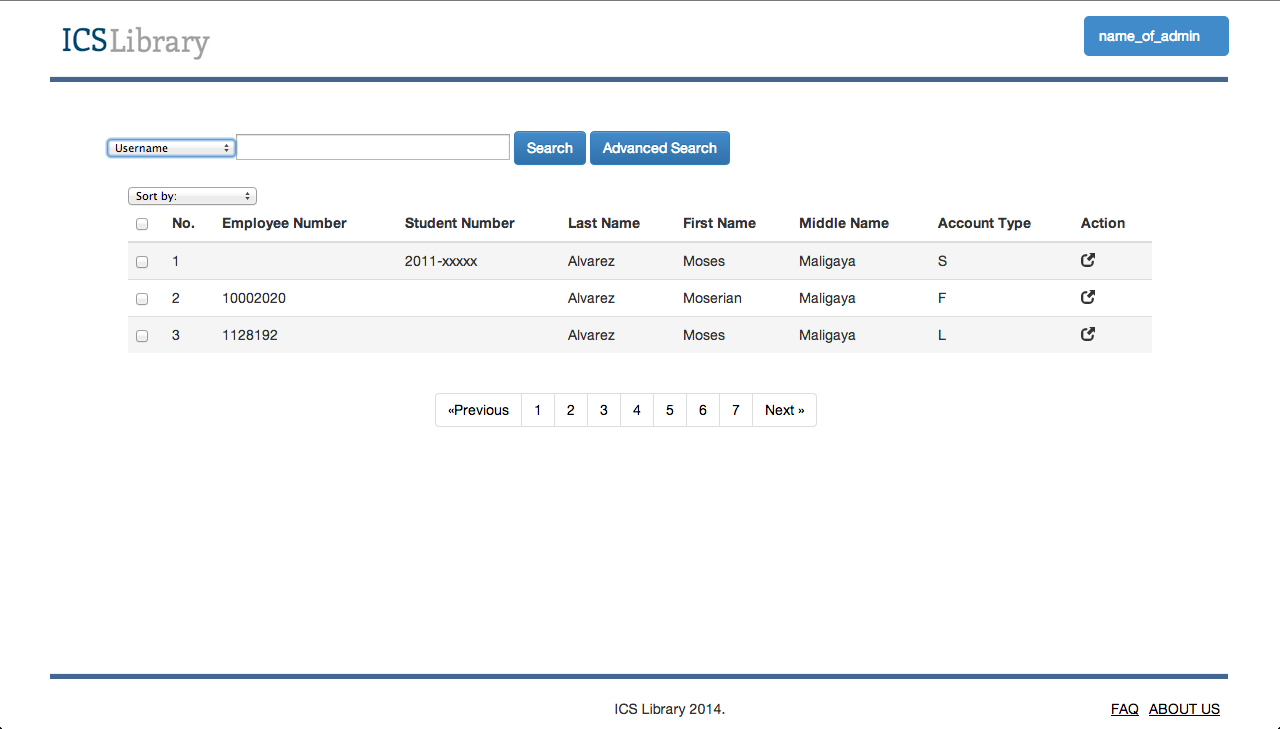 ICSLibrary
name_of_admin
Username
Search
Advanced Search
Sort by:
No. Employee Number Student Number Last Name First Name Middle Name Account Type Action
1 2011-xxxxx Alvarez Moses Maligaya S
2 10002020 Alvarez Moserian Maligaya F
3 1128192 Alvarez Moses Maligaya L
«Previous 1 2 3 4 5 6 7 Next »
ICS Library 2014.
FAQ ABOUT US